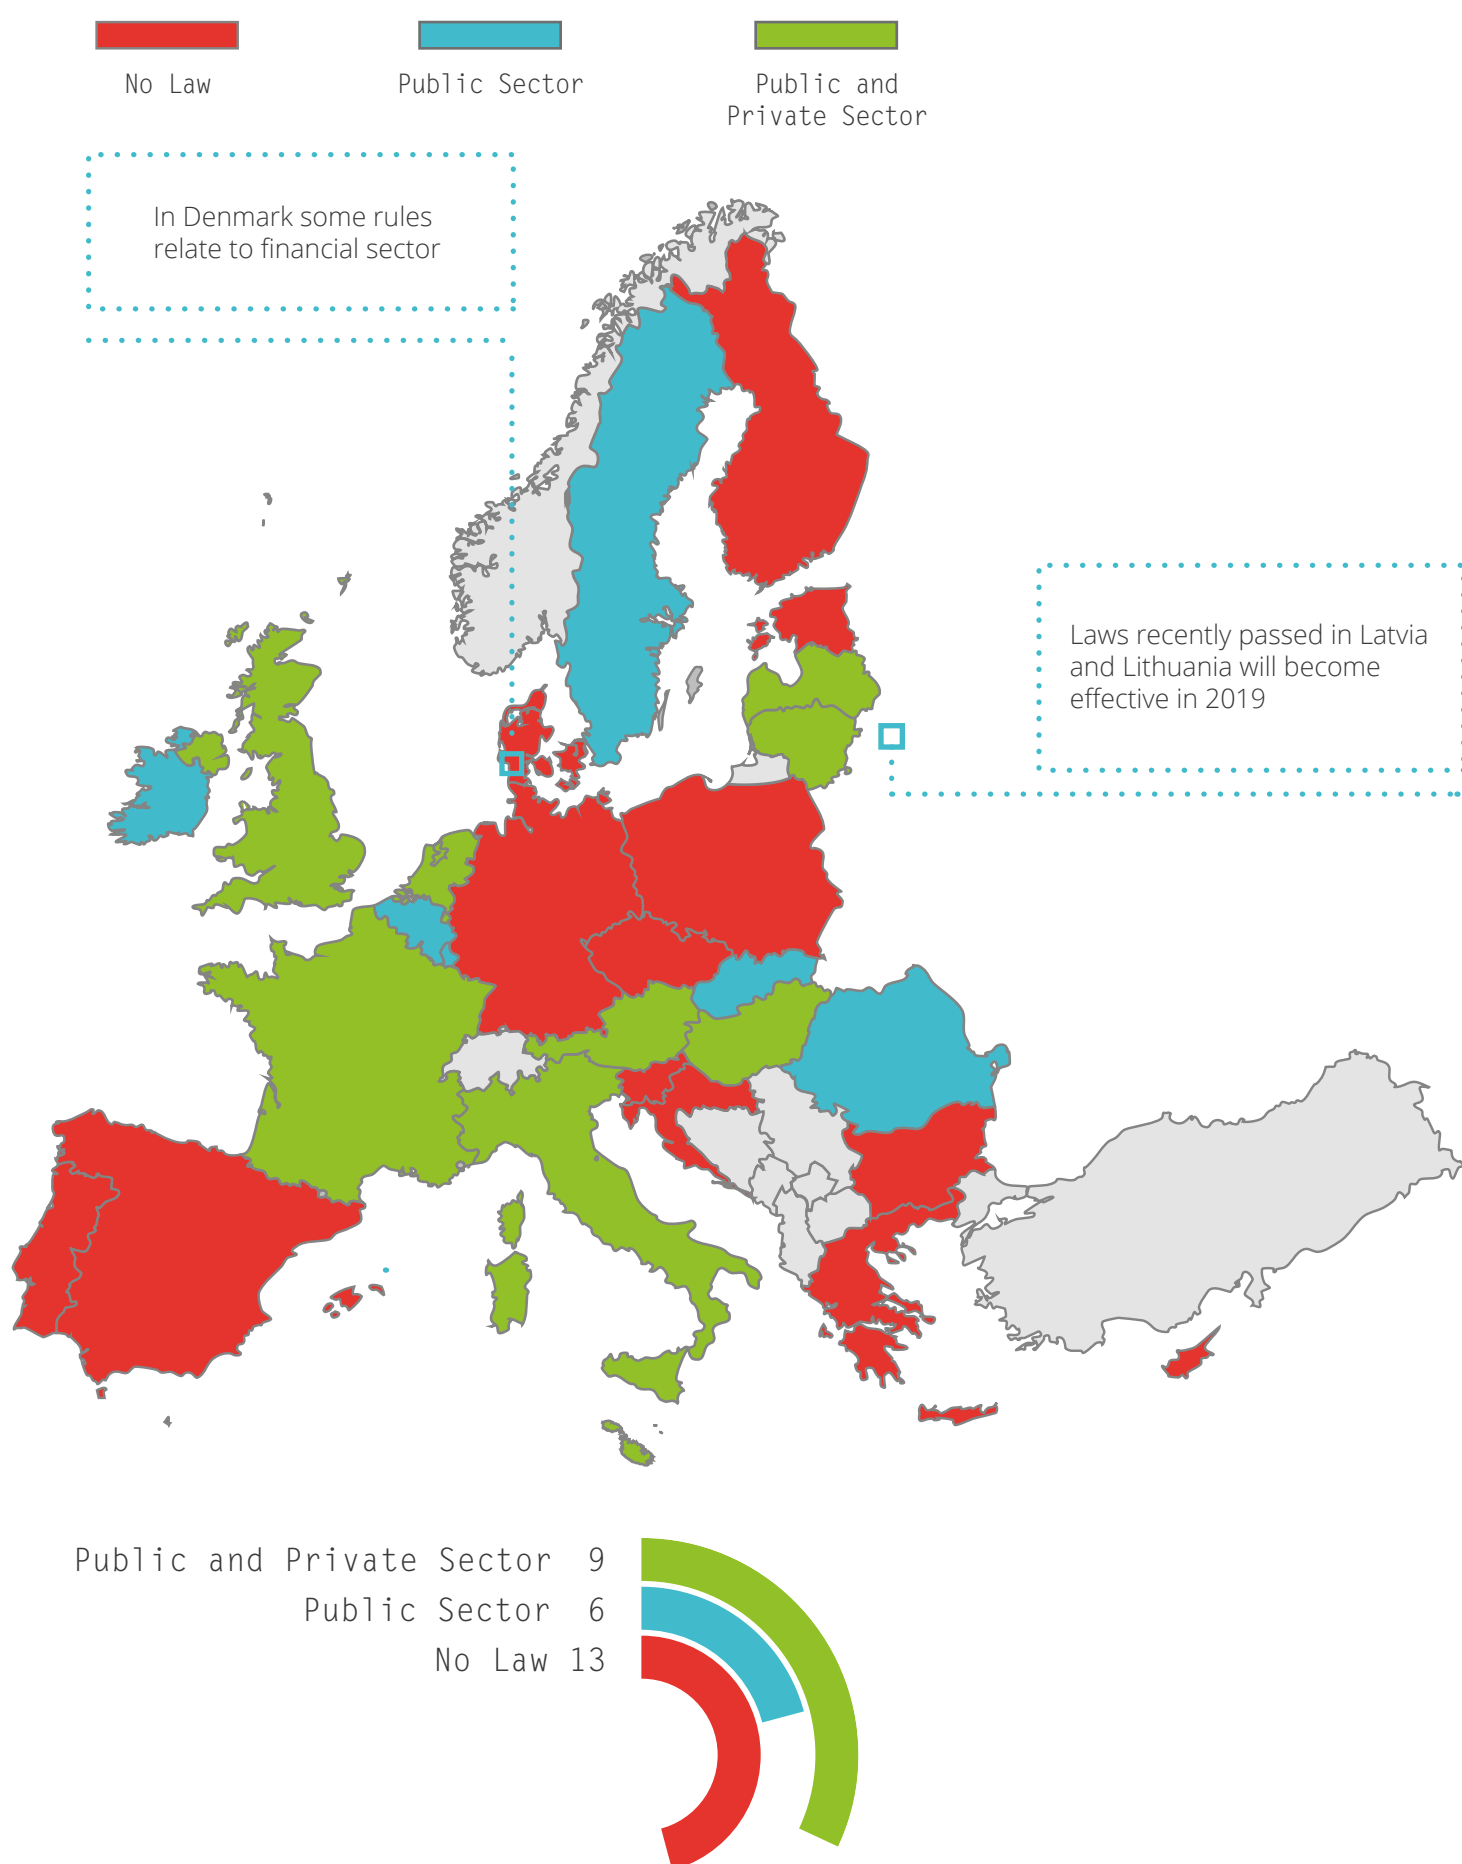 No Law
Public Sector
Public and
Private Sector
In Denmark some rules
relate to financial sector
Laws recently passed in Latvia
and Lithuania will become
effective in 2019
Public and Private Sector 9
Public Sector 6
No Law 13